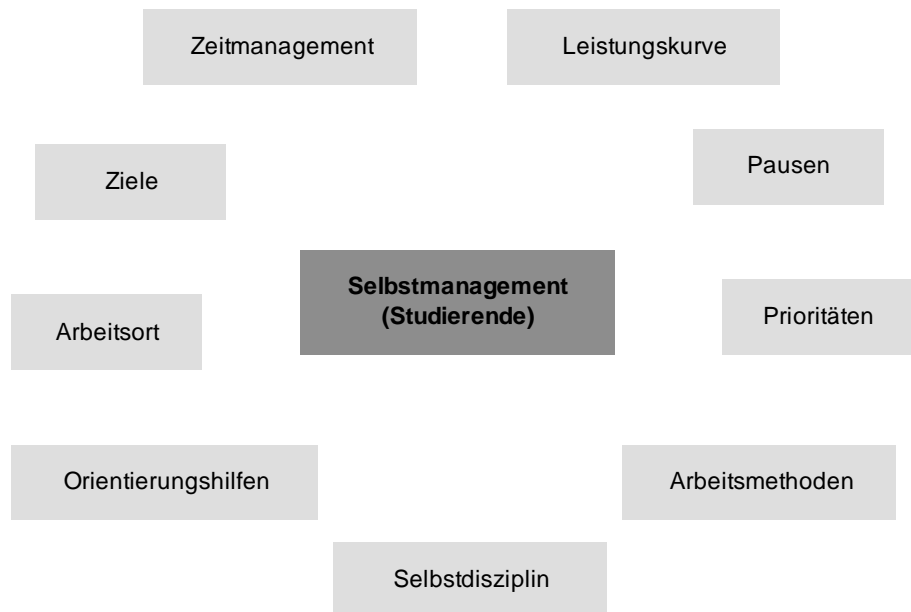 Zeitmanagement
Leistungskurve
Ziele
Pausen
Selbstmanagement
(Studierende)
Arbeitsort
Prioritäten
Orientierungshilfen
Arbeitsmethoden
Selbstdisziplin